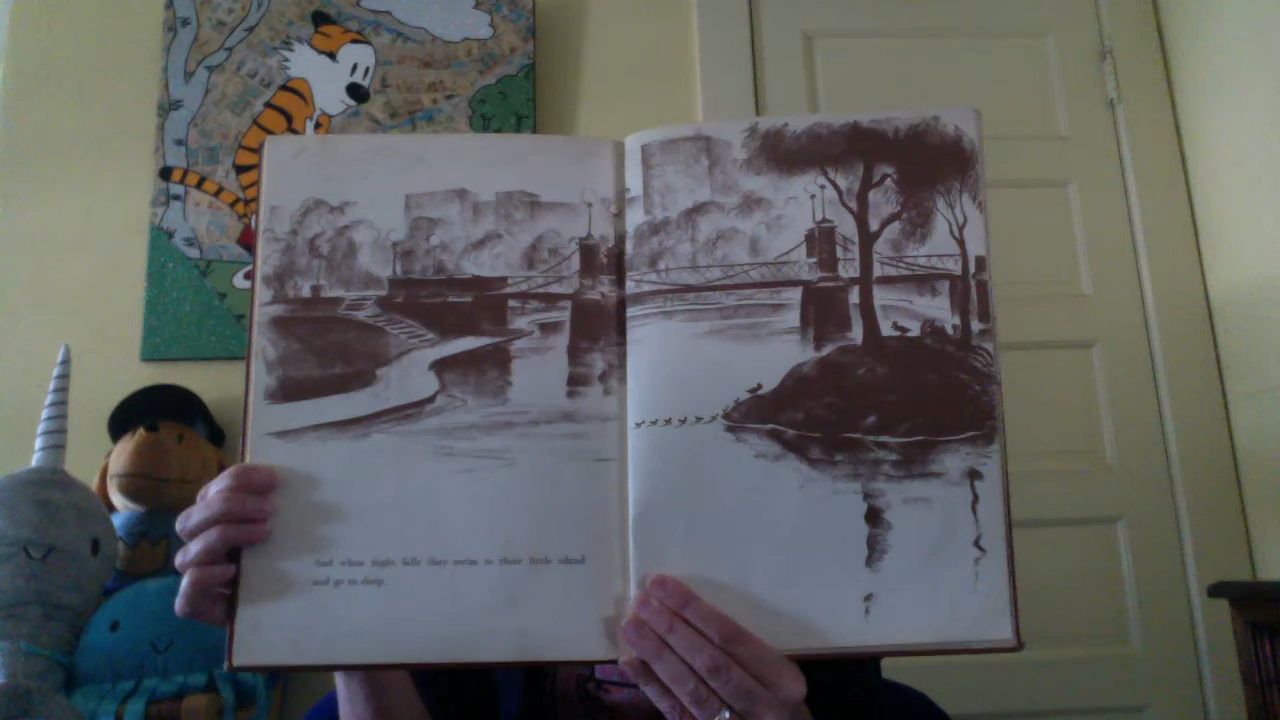 And when night falls they swim to their little island
and go to sleep.